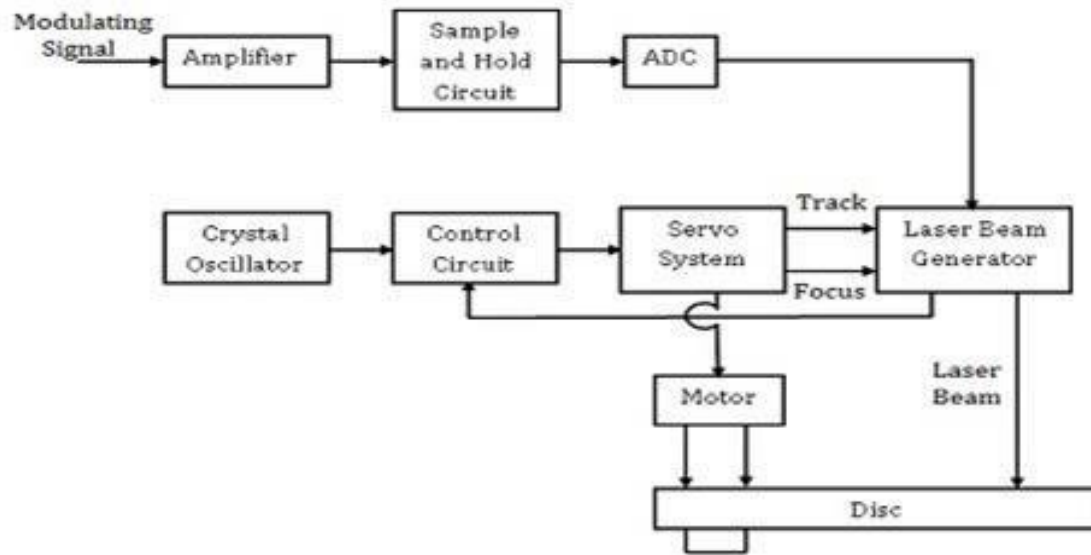 Modulating
Signal
Amplifier
Sample
and Hold
Circuit
ADC
Crystal
Oscillator
Control
Circuit
Servo
System
Track
Focus
Laser Beam
Generator
Motor
Laser
Beam
Disc